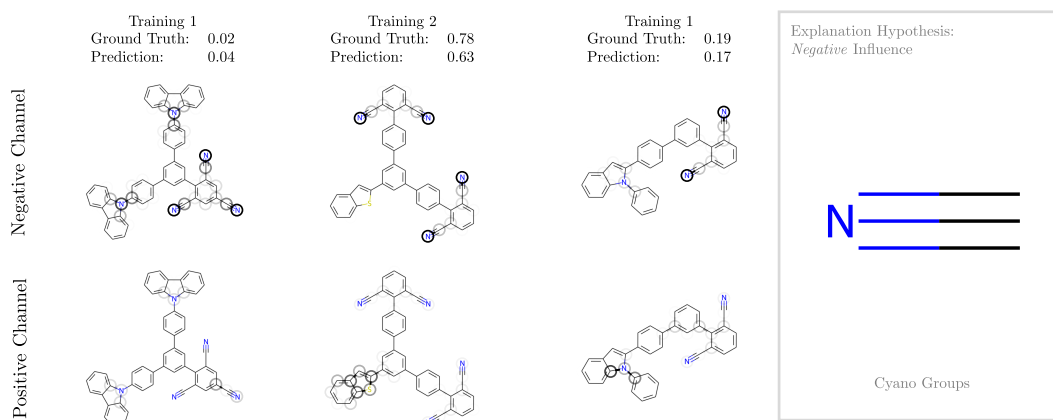 Training 1
Ground Truth: 0.02
Prediction: 0.04
Training 2
Ground Truth: 0.78
Prediction: 0.63
Training 1
Ground Truth: 0.19
Prediction: 0.17
Explanation Hypothesis:
Negative Influence
Negative Channel
N
N
N
N
N
N
N
S
N
N
N
N
N
N
Positive Channel
N
N
N
N
N
N
N
S
N
N
N
N
Cyano Groups